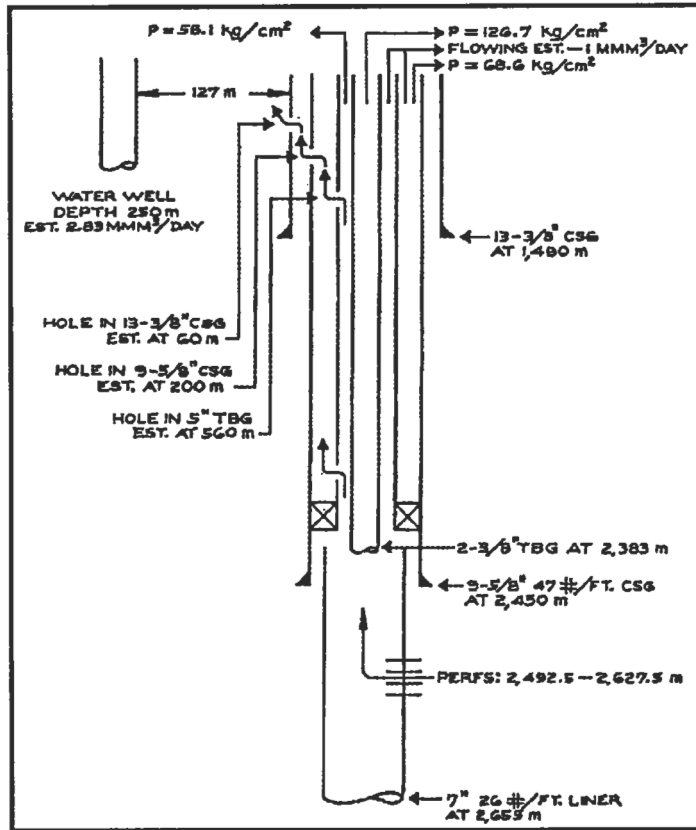 P = 58.1 kg/cm²
P = 126.7 kg/cm²
FLOWING EST. – 1 MMM³/DAY
P = 68.6 kg/cm²
127 m
WATER WELL
DEPTH 250 m
EST. 2.83 MMM³/DAY
13-3/8" CSG
AT 1,480 m
HOLE IN 13-3/8" CSG
EST. AT 60 m
HOLE IN 9-5/8" CSG
EST. AT 200 m
HOLE IN 5" TBG
EST. AT 560 m
2-3/8" TBG AT 2,383 m
9-5/8" 47 #/FT. CSG
AT 2,450 m
PERFS: 2,492.5 – 2,627.5 m
7" 26 #/FT. LINER
AT 2,659 m